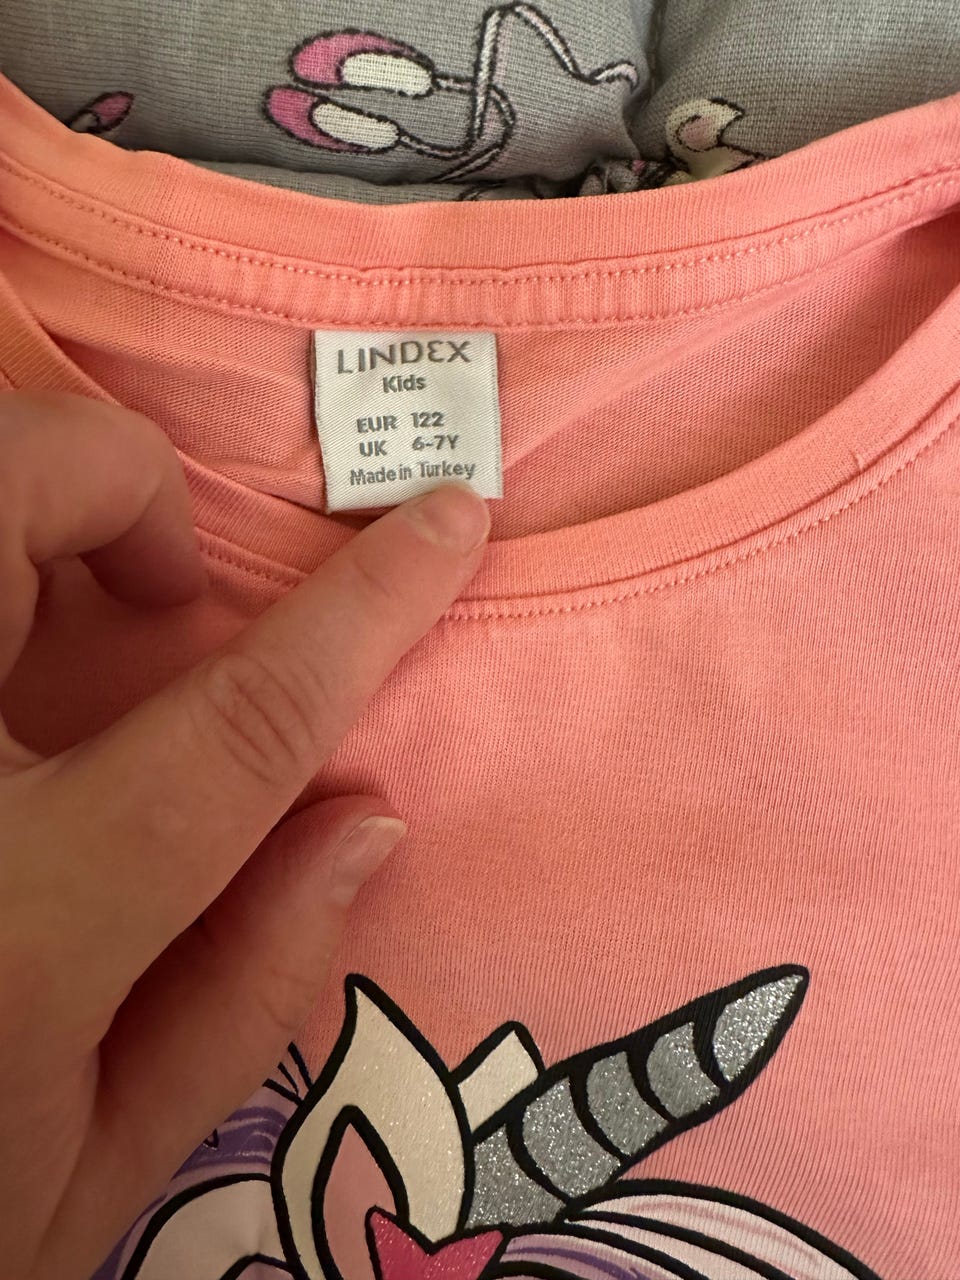 LINDEX
Kids
EUR 122
UK 6-7Y
Made in Turkey